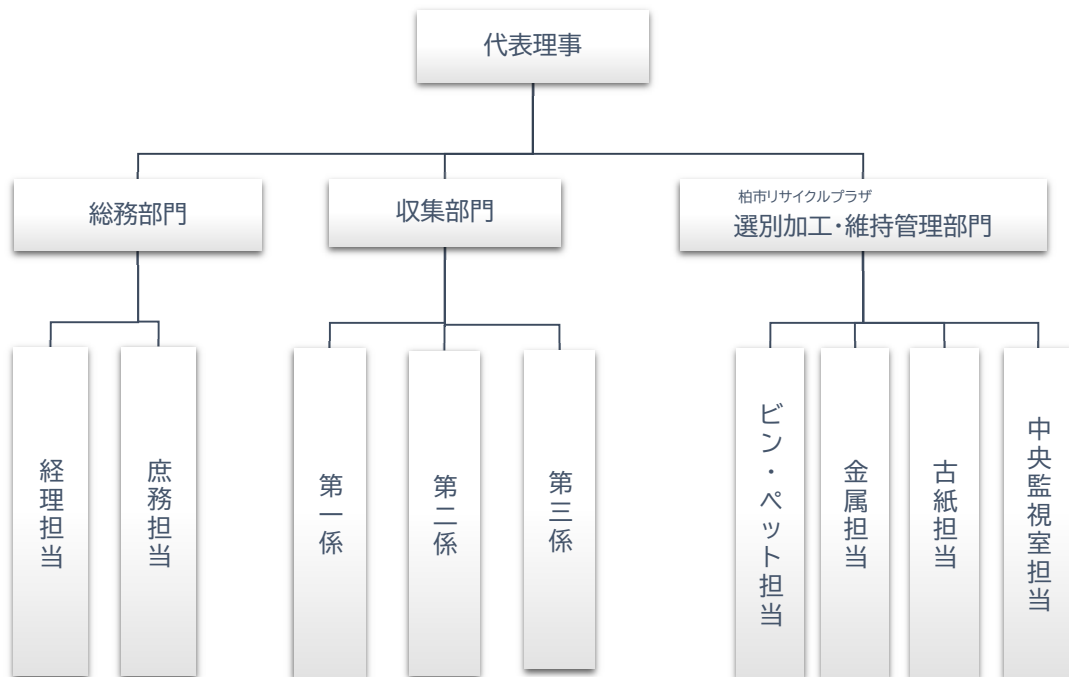 代表理事
総務部門
収集部門
柏市リサイクルプラザ
選別加工・維持管理部門
経理担当
庶務担当
第一係
第二係
第三係
ビン・ペット担当
金属担当
古紙担当
中央監視室担当